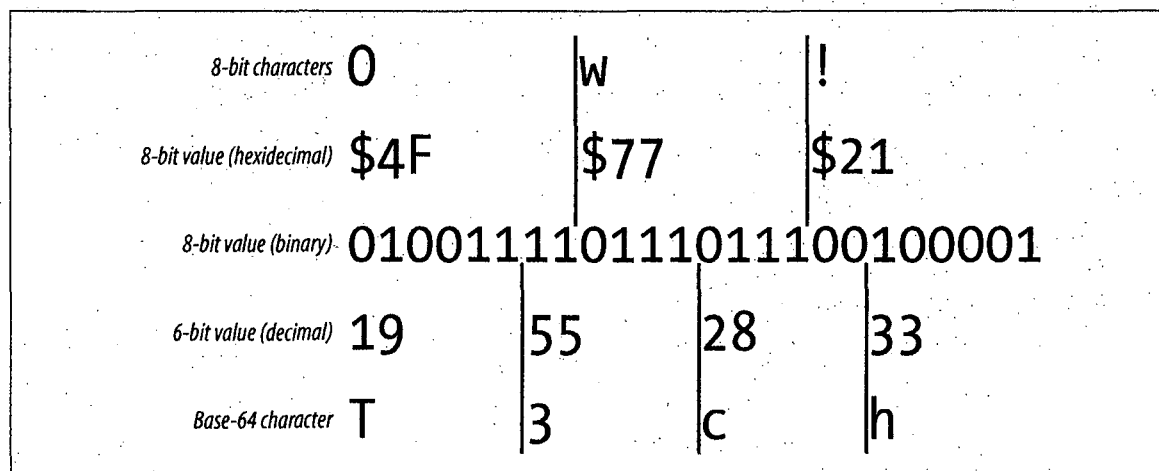 8-bit characters O w !
8-bit value (hexidecimal) $4F $77 $21
8-bit value (binary) 010011110111011100100001
6-bit value (decimal) 19 55 28 33
Base-64 character T 3 c h